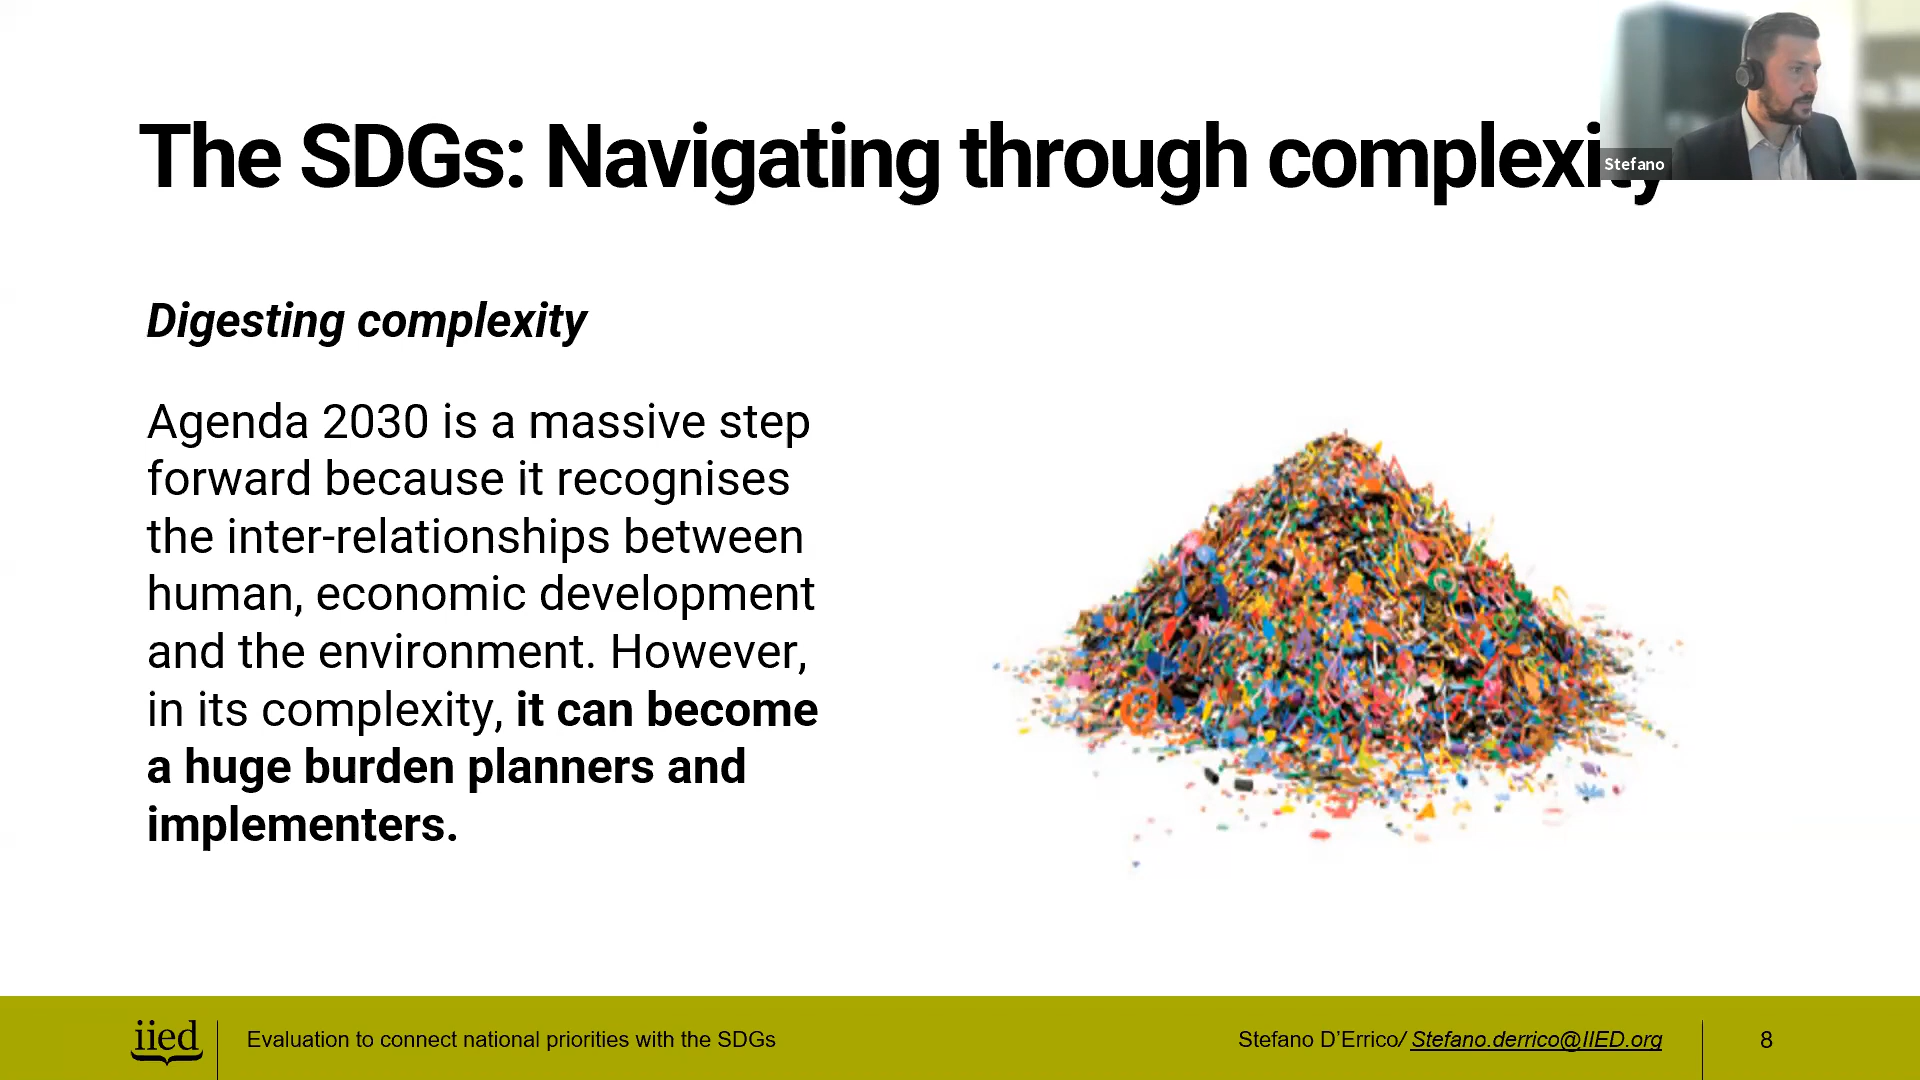 The SDGs: Navigating through complexity
Stefano
Digesting complexity
Agenda 2030 is a massive step
forward because it recognises
the inter-relationships between
human, economic development
and the environment. However,
in its complexity, it can become
a huge burden planners and
implementers.
iied
Evaluation to connect national priorities with the SDGs
Stefano D’Errico/ Stefano.derrico@IIED.org
8